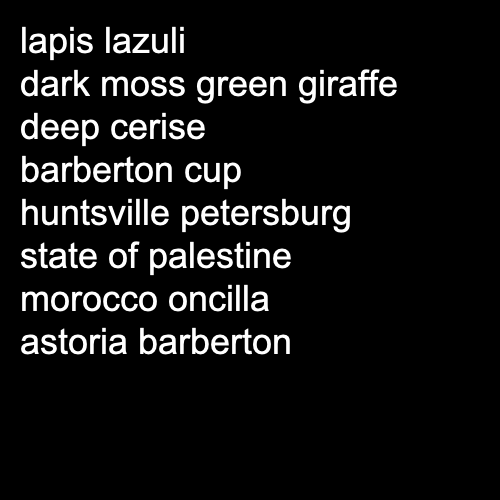 lapis lazuli
dark moss green giraffe
deep cerise
barberton cup
huntsville petersburg
state of palestine
morocco oncilla
astoria barberton